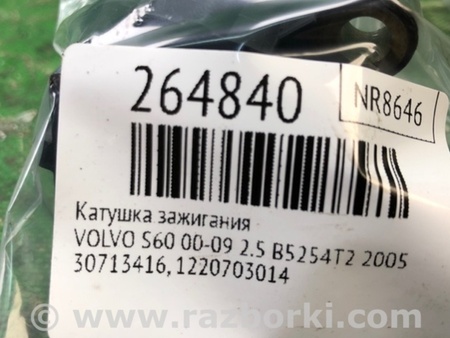 264840
NR8646
Катушка зажигания
VOLVO S60 00-09 2.5 B5254T2 2005
30713416, 1220703014
© www.razborki.com